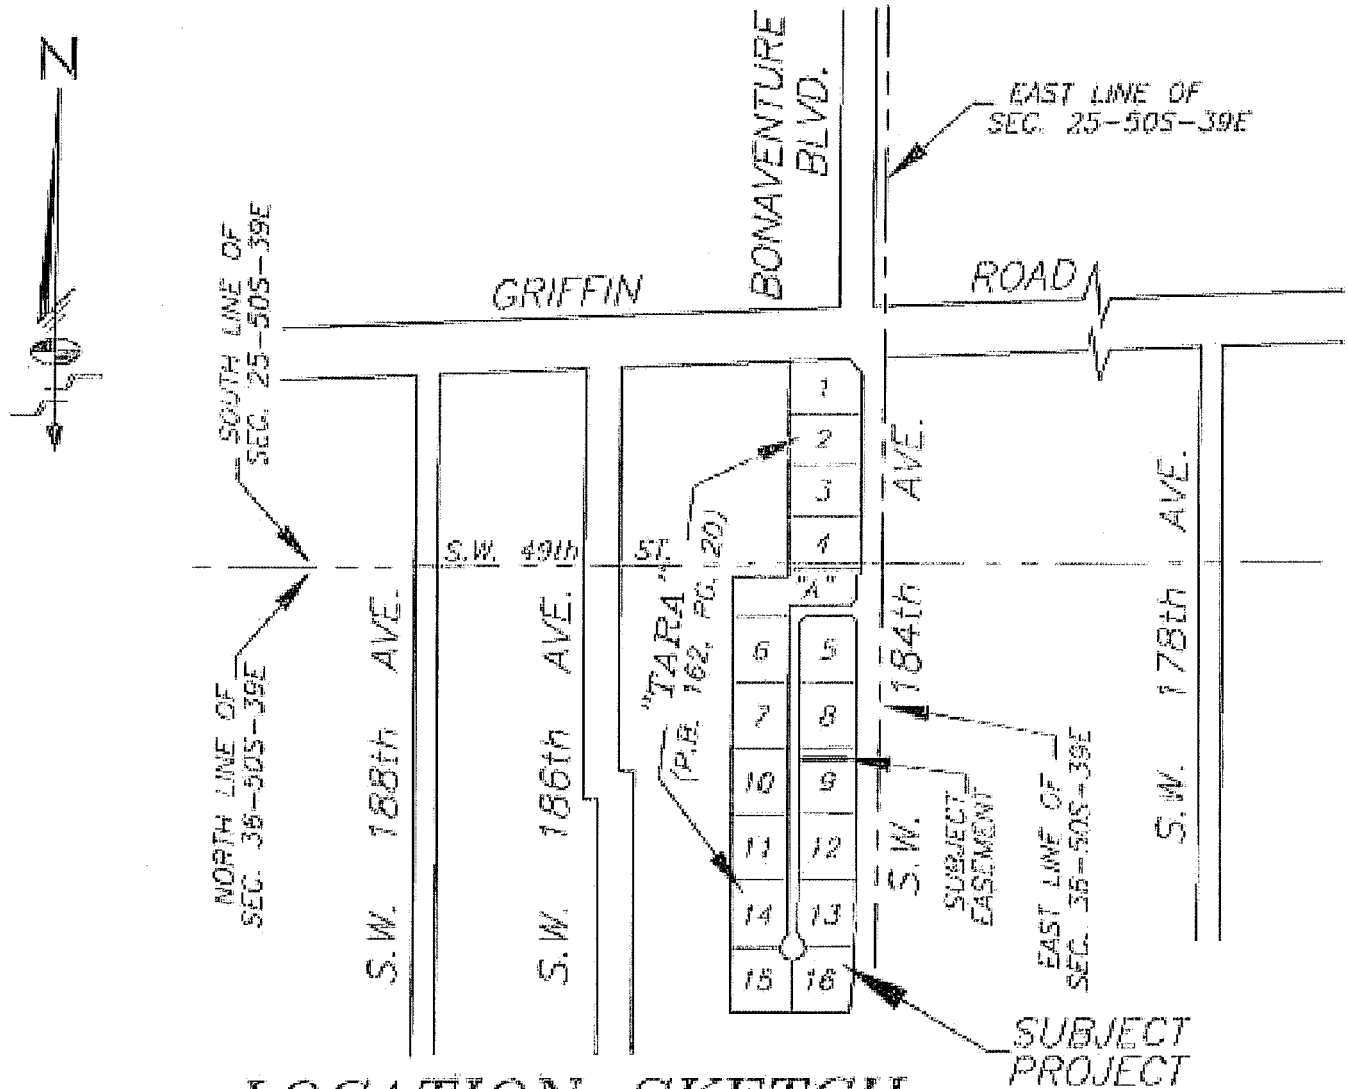 N
BONAVENTURE
BLVD.
EAST LINE OF
SEC. 25-50S-39E
SOUTH LINE OF
SEC. 25-50S-39E
GRIFFIN
ROAD
1
2
3
4
"A"
S.W. 49th ST.
"TARA"
(P.B. 162, PG. 20)
6
5
7
8
10
9
11
12
14
13
15
16
NORTH LINE OF
SEC. 36-50S-39E
S.W. 188th AVE.
S.W. 186th AVE.
S.W. 184th AVE.
S.W. 178th AVE.
SUBJECT
EASEMENT
EAST LINE OF
SEC. 36-50S-39E
SUBJECT
PROJECT
LOCATION SKETCH